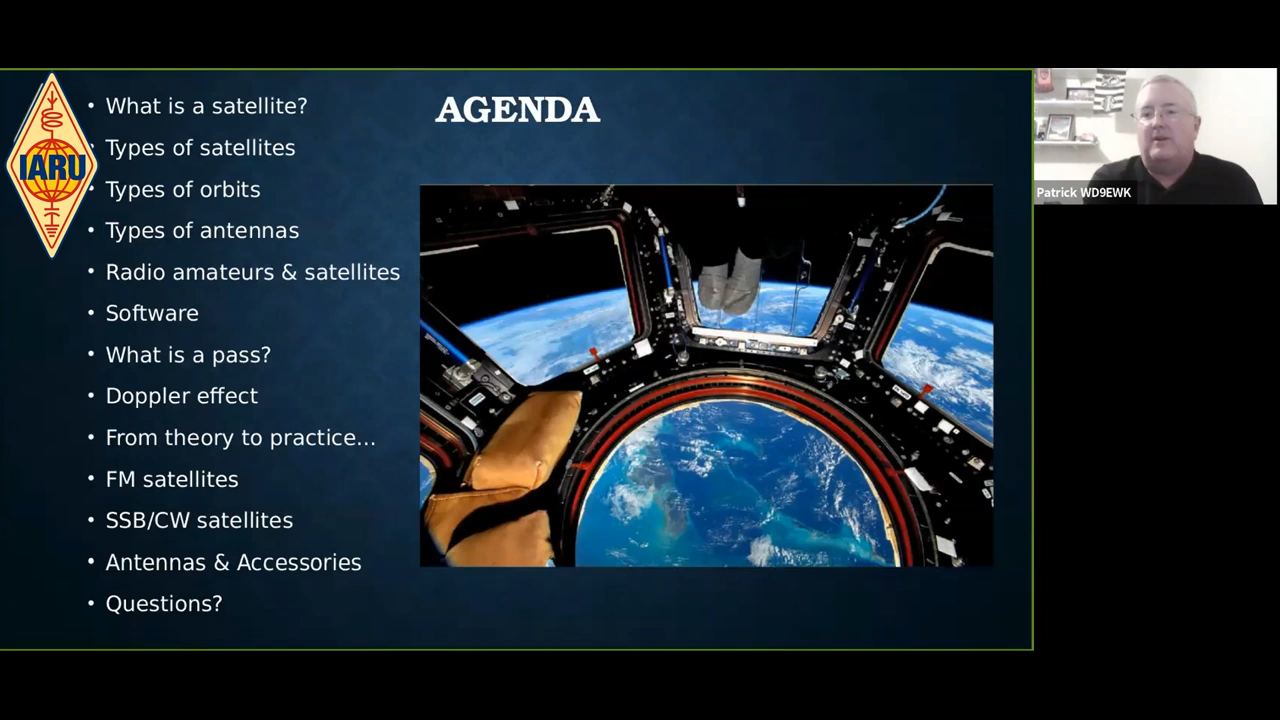 AGENDA
IARU
• What is a satellite?
• Types of satellites
• Types of orbits
• Types of antennas
• Radio amateurs & satellites
• Software
• What is a pass?
• Doppler effect
• From theory to practice...
• FM satellites
• SSB/CW satellites
• Antennas & Accessories
• Questions?
Patrick WD9EWK